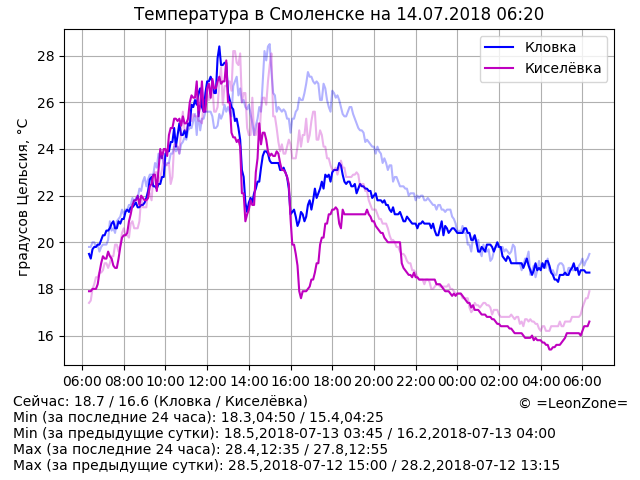 Температура в Смоленске на 14.07.2018 06:20
градусов Цельсия, °C
28
26
24
22
20
18
16
Кловка
Киселёвка
06:00 08:00 10:00 12:00 14:00 16:00 18:00 20:00 22:00 00:00 02:00 04:00 06:00
Сейчас: 18.7 / 16.6 (Кловка / Киселёвка)
© =LeonZone=
Min (за последние 24 часа): 18.3,04:50 / 15.4,04:25
Min (за предыдущие сутки): 18.5,2018-07-13 03:45 / 16.2,2018-07-13 04:00
Max (за последние 24 часа): 28.4,12:35 / 27.8,12:55
Max (за предыдущие сутки): 28.5,2018-07-12 15:00 / 28.2,2018-07-12 13:15